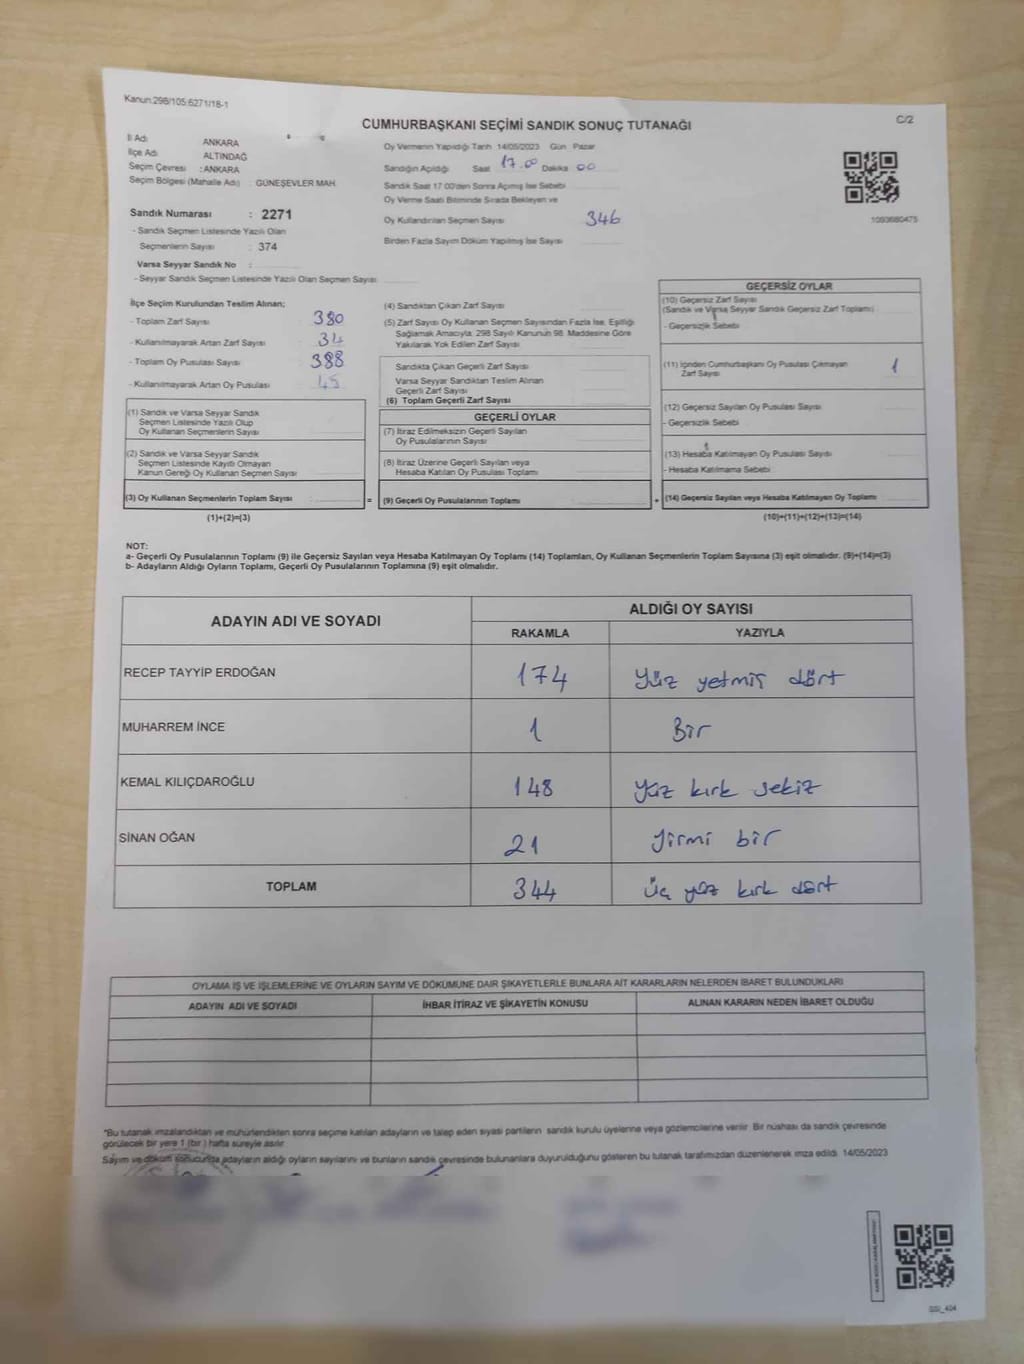 Kanun:298/105;6271/18-1
C/2
CUMHURBAŞKANI SEÇİMİ SANDIK SONUÇ TUTANAĞI
İl Adı ANKARA
İlçe Adı ALTINDAĞ
Seçim Çevresi : ANKARA
Seçim Bölgesi (Mahalle Adı) : GÜNEŞEVLER MAH.
Sandık Numarası : 2271
- Sandık Seçmen Listesinde Yazılı Olan
Seçmenlerin Sayısı : 374
Varsa Seyyar Sandık No :
- Seyyar Sandık Seçmen Listesinde Yazılı Olan Seçmen Sayısı
Oy Vermenin Yapıldığı Tarih 14/05/2023 Gün Pazar
Sandığın Açıldığı Saat 17.00 Dakika 00
Sandık Saat 17:00'den Sonra Açımış İse Sebebi
Oy Verme Saati Bitiminde Sırada Bekleyen ve
Oy Kullandırılan Seçmen Sayısı 346
Birden Fazla Sayım Döküm Yapılmış İse Sayısı
1093680475
İlçe Seçim Kurulundan Teslim Alınan;
- Toplam Zarf Sayısı 380
- Kullanılmayarak Artan Zarf Sayısı 34
- Toplam Oy Pusulası Sayısı 388
- Kullanılmayarak Artan Oy Pusulası 45
(1) Sandık ve Varsa Seyyar Sandık
Seçmen Listesinde Yazılı Olup
Oy Kullanan Seçmenlerin Sayısı
(2) Sandık ve Varsa Seyyar Sandık
Seçmen Listesinde Kayıtlı Olmayan
Kanun Gereği Oy Kullanan Seçmen Sayısı
(3) Oy Kullanan Seçmenlerin Toplam Sayısı =
(1)+(2)=(3)
(4) Sandıktan Çıkan Zarf Sayısı
(5) Zarf Sayısı Oy Kullanan Seçmen Sayısından Fazla İse, Eşitliği
Sağlamak Amacıyla; 298 Sayılı Kanunun 98. Maddesine Göre
Yakılarak Yok Edilen Zarf Sayısı
Sandıkta Çıkan Geçerli Zarf Sayısı
Varsa Seyyar Sandıktan Teslim Alınan
Geçerli Zarf Sayısı
(6) Toplam Geçerli Zarf Sayısı
GEÇERLİ OYLAR
(7) İtiraz Edilmeksizin Geçerli Sayılan
Oy Pusulalarının Sayısı
(8) İtiraz Üzerine Geçerli Sayılan veya
Hesaba Katılan Oy Pusulası Toplamı
(9) Geçerli Oy Pusulalarının Toplamı +
GEÇERSİZ OYLAR
(10) Geçersiz Zarf Sayısı
(Sandık ve Varsa Seyyar Sandık Geçersiz Zarf Toplamı)
- Geçersizlik Sebebi
(11) İçinden Cumhurbaşkanı Oy Pusulası Çıkmayan
Zarf Sayısı 1
(12) Geçersiz Sayılan Oy Pusulası Sayısı
- Geçersizlik Sebebi
(13) Hesaba Katılmayan Oy Pusulası Sayısı
- Hesaba Katılmama Sebebi
(14) Geçersiz Sayılan veya Hesaba Katılmayan Oy Toplamı
(10)+(11)+(12)+(13)=(14)
NOT:
a- Geçerli Oy Pusulalarının Toplamı (9) ile Geçersiz Sayılan veya Hesaba Katılmayan Oy Toplamı (14) Toplamları, Oy Kullanan Seçmenlerin Toplam Sayısına (3) eşit olmalıdır. (9)+(14)=(3)
b- Adayların Aldığı Oyların Toplamı, Geçerli Oy Pusulalarının Toplamına (9) eşit olmalıdır.
ADAYIN ADI VE SOYADI ALDIĞI OY SAYISI
RAKAMLA YAZIYLA
RECEP TAYYİP ERDOĞAN 174 Yüz yetmiş dört
MUHARREM İNCE 1 Bir
KEMAL KILIÇDAROĞLU 148 Yüz kırk sekiz
SİNAN OĞAN 21 Yirmi bir
TOPLAM 344 Üç yüz kırk dört
OYLAMA İŞ VE İŞLEMLERİNE VE OYLARIN SAYIM VE DÖKÜMÜNE DAİR ŞİKAYETLERLE BUNLARA AİT KARARLARIN NELERDEN İBARET BULUNDUKLARI
ADAYIN ADI VE SOYADI İHBAR İTİRAZ VE ŞİKAYETİN KONUSU ALINAN KARARIN NEDEN İBARET OLDUĞU
*Bu tutanak imzalandıktan ve mühürlendikten sonra seçime katılan adayların ve talep eden siyasi partilerin sandık kurulu üyelerine veya gözlemcilerine verilir. Bir nüshası da sandık çevresinde
görülecek bir yere 1 (bir ) hafta süreyle asılır.
Sayım ve döküm sonucunda adayların aldığı oyların sayılarını ve bunların sandık çevresinde bulunanlara duyurulduğunu gösteren bu tutanak tarafımızdan düzenlenerek imza edildi. 14/05/2023